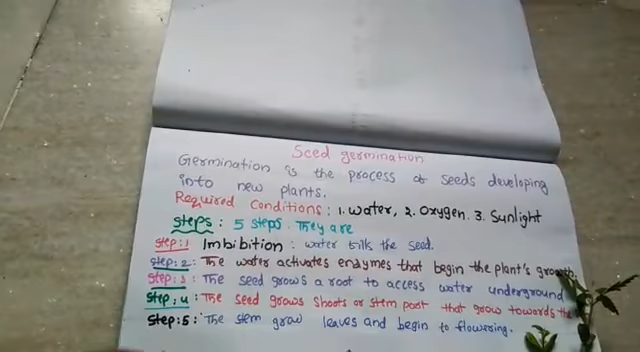 Seed germination
Germination is the process of seeds developing
into new plants.
Required Conditions: 1. Water, 2. Oxygen. 3. Sunlight
steps: 5 steps. They are
step:1 Imbibition: water fills the seed.
step:2: The water activates enzymes that begin the plant's growth.
step:3: The seed grows a root to access water underground
step:4: The seed grows shoots or stem part that grow towards the
step:5: The stem grow leaves and begin to flowering.